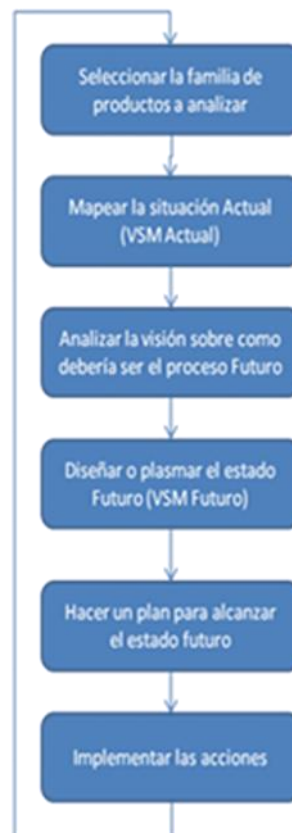 Seleccionar la familia de
productos a analizar
Mapear la situación Actual
(VSM Actual)
Analizar la visión sobre como
debería ser el proceso Futuro
Diseñar o plasmar el estado
Futuro (VSM Futuro)
Hacer un plan para alcanzar
el estado futuro
Implementar las acciones